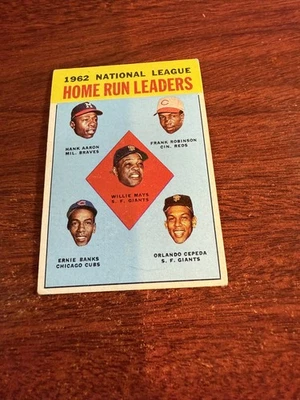 1962 NATIONAL LEAGUE
HOME RUN LEADERS
HANK AARON
MIL. BRAVES
FRANK ROBINSON
CIN. REDS
WILLIE MAYS
S. F. GIANTS
ERNIE BANKS
CHICAGO CUBS
ORLANDO CEPEDA
S. F. GIANTS